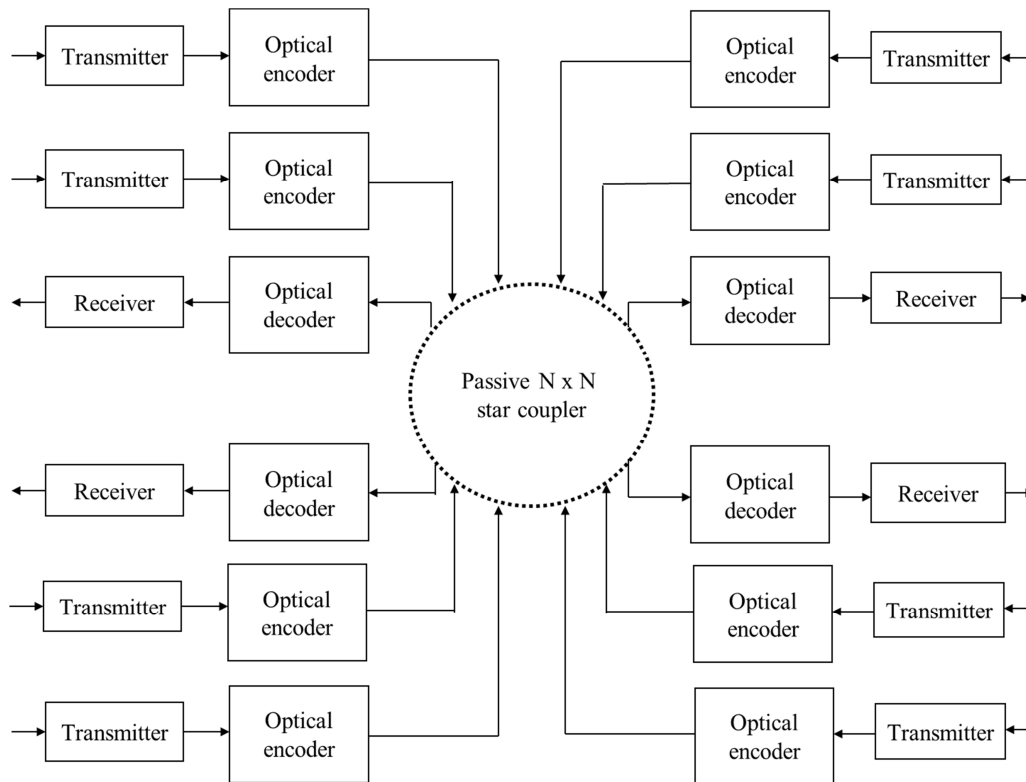 Transmitter
Optical
encoder
Optical
encoder
Transmitter
Transmitter
Optical
encoder
Optical
encoder
Transmitter
Receiver
Optical
decoder
Optical
decoder
Receiver
Passive N x N
star coupler
Receiver
Optical
decoder
Optical
decoder
Receiver
Transmitter
Optical
encoder
Optical
encoder
Transmitter
Transmitter
Optical
encoder
Optical
encoder
Transmitter